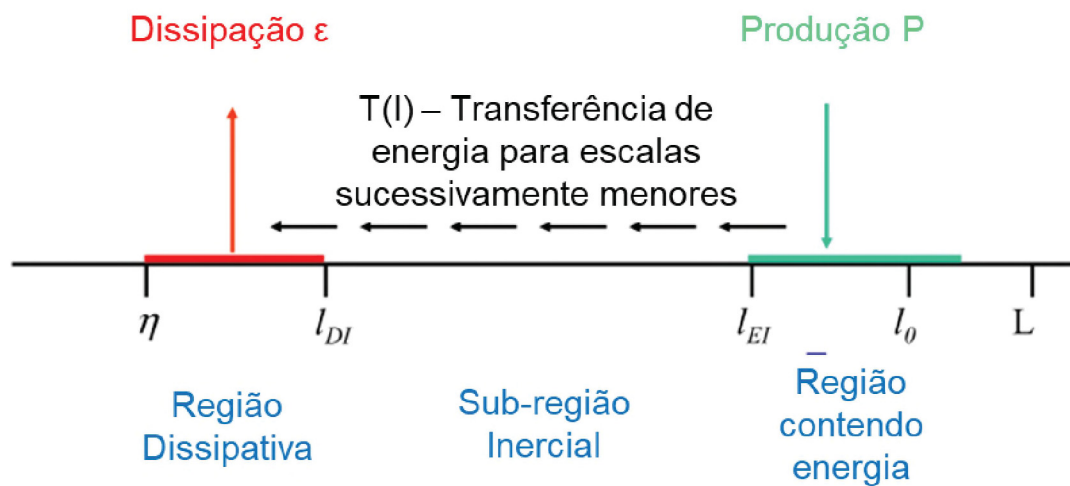 Dissipação ε
Produção P
T(l) – Transferência de
energia para escalas
sucessivamente menores
η
l_DI
l_EI
l_0
L
Região
Dissipativa
Sub-região
Inercial
Região
contendo
energia